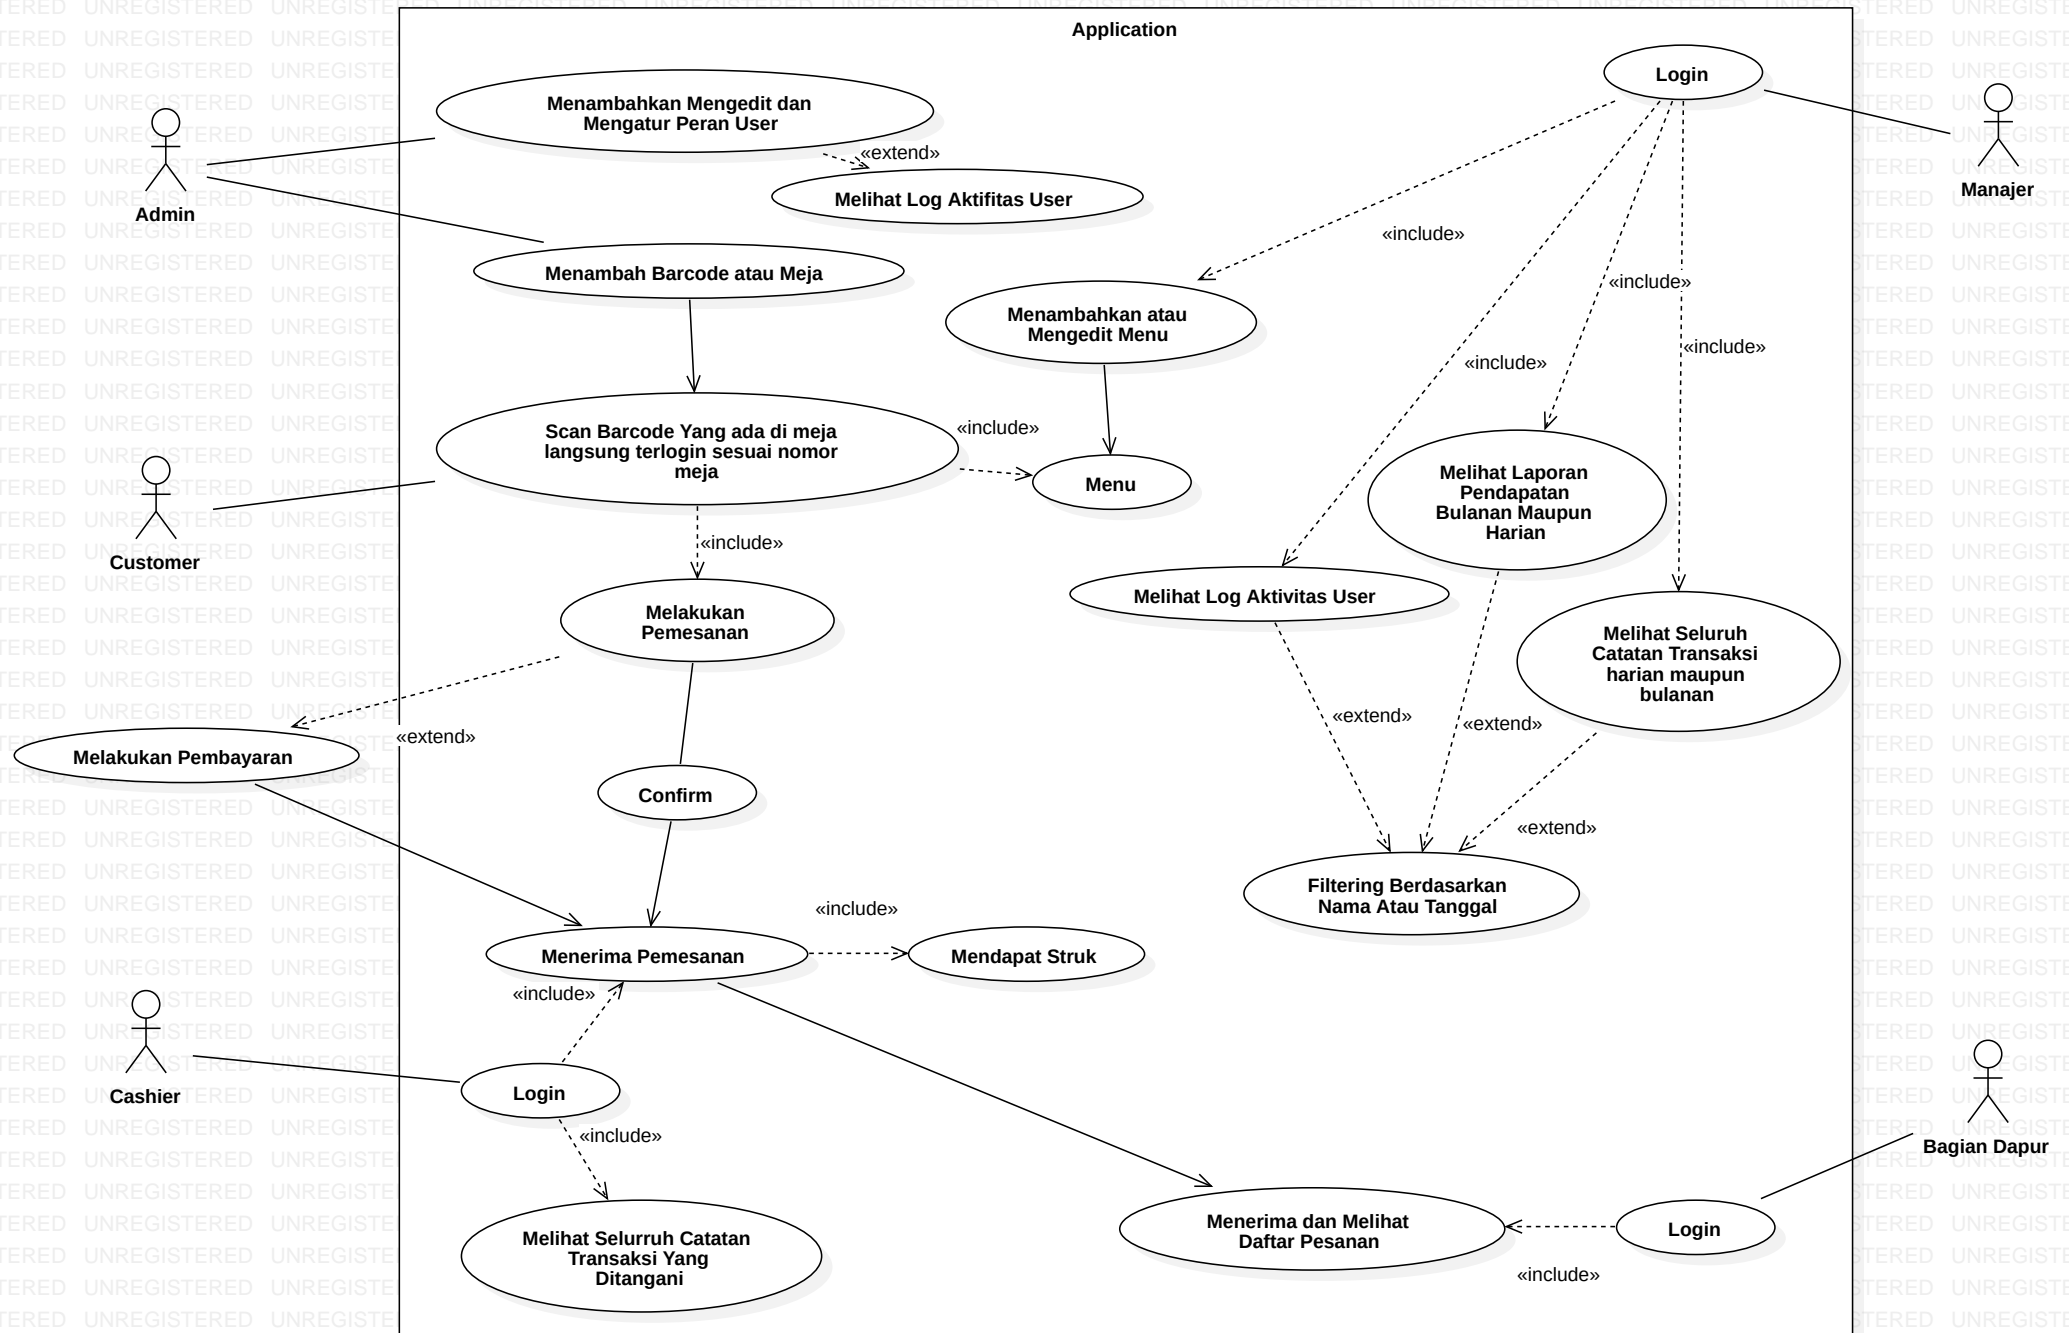 Application
Login
Menambahkan Mengedit dan
Mengatur Peran User
«extend»
Melihat Log Aktifitas User
Admin
Manajer
«include»
Menambah Barcode atau Meja
«include»
Menambahkan atau
Mengedit Menu
«include»
«include»
Scan Barcode Yang ada di meja
langsung terlogin sesuai nomor
meja
«include»
Menu
Melihat Laporan
Pendapatan
Bulanan Maupun
Harian
Customer
«include»
Melakukan
Pemesanan
Melihat Log Aktivitas User
Melihat Seluruh
Catatan Transaksi
harian maupun
bulanan
«extend»
«extend»
«extend»
Melakukan Pembayaran
Confirm
«extend»
Filtering Berdasarkan
Nama Atau Tanggal
«include»
Menerima Pemesanan
Mendapat Struk
«include»
Cashier
Login
«include»
Bagian Dapur
Melihat Selurruh Catatan
Transaksi Yang
Ditangani
Menerima dan Melihat
Daftar Pesanan
Login
«include»
UNREGISTERED